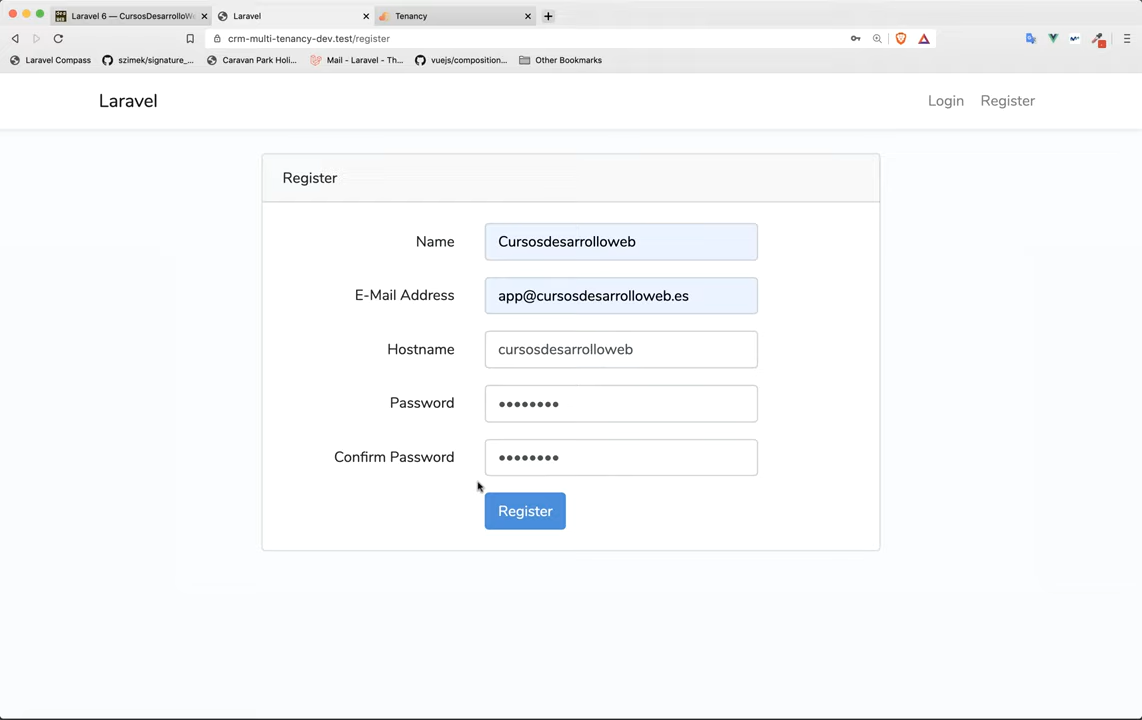 Laravel 6 — CursosDesarrolloW
Laravel
Tenancy
crm-multi-tenancy-dev.test/register
Laravel Compass
szimek/signature_...
Caravan Park Holi...
Mail - Laravel - Th...
vuejs/composition...
Other Bookmarks
Laravel
Login
Register
Register
Name
Cursosdesarrolloweb
E-Mail Address
app@cursosdesarrolloweb.es
Hostname
cursosdesarrolloweb
Password
••••••••
Confirm Password
••••••••
Register